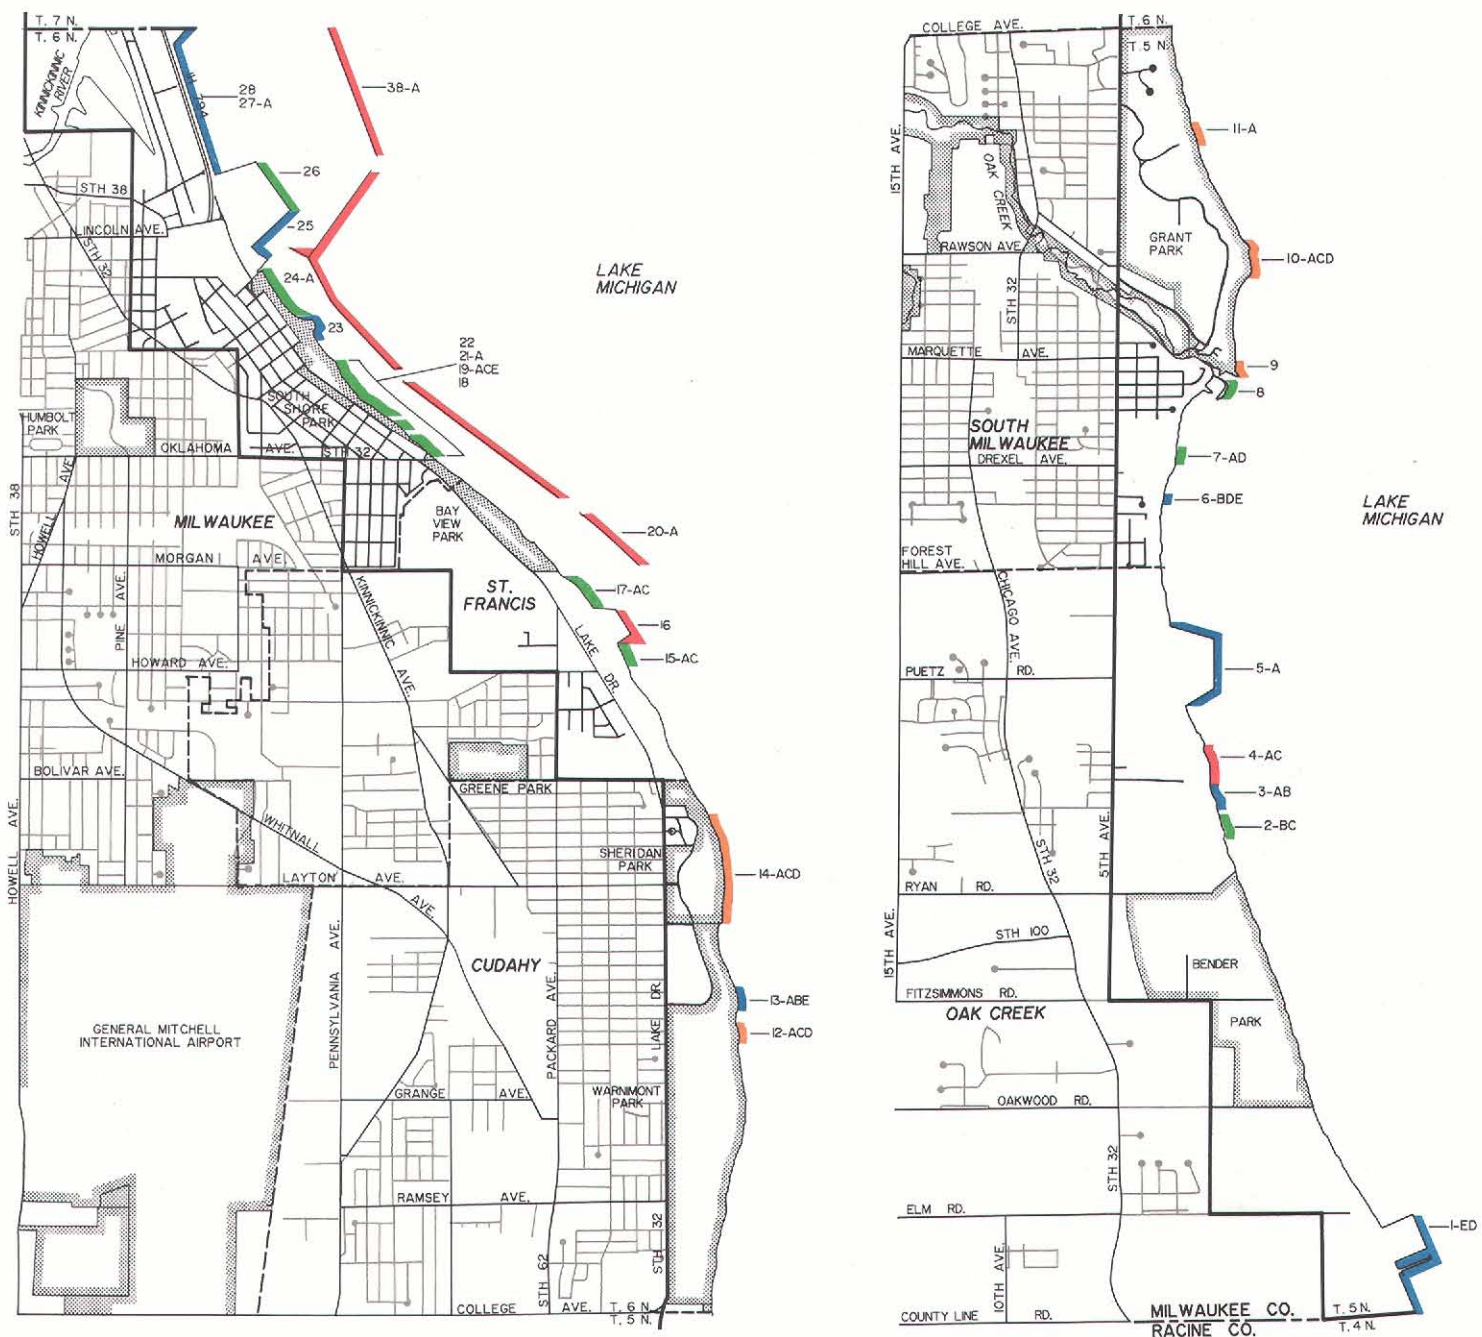 T. 7 N.
T. 6 N.
KINNICKINNIC
RIVER
IH 794
28
27-A
38-A
26
STH 38
25
LINCOLN AVE.
STH 32
24-A
LAKE
MICHIGAN
23
22
21-A
19-ACE
18
SOUTH
SHORE
PARK
HUMBOLT
PARK
OKLAHOMA AVE.
STH 32
STH 38
HOWELL AVE.
MILWAUKEE
BAY
VIEW
PARK
20-A
MORGAN AVE.
PINE AVE.
KINNICKINNIC AVE.
ST.
FRANCIS
17-AC
16
15-AC
LAKE DR.
HOWARD AVE.
BOLIVAR AVE.
GREENE PARK
WHITNALL AVE.
HOWELL AVE.
LAYTON AVE.
SHERIDAN
PARK
14-ACD
PENNSYLVANIA AVE.
CUDAHY
PACKARD AVE.
LAKE DR.
13-ABE
12-ACD
GENERAL MITCHELL
INTERNATIONAL AIRPORT
GRANGE AVE.
WARNIMONT
PARK
RAMSEY AVE.
STH 62
STH 32
COLLEGE AVE.
T. 6 N.
T. 5 N.
COLLEGE AVE.
T. 6 N.
T. 5 N.
15TH AVE.
OAK CREEK
11-A
GRANT
PARK
RAWSON AVE.
10-ACD
STH 32
MARQUETTE AVE.
9
8
SOUTH
MILWAUKEE
DREXEL AVE.
7-AD
6-BDE
LAKE
MICHIGAN
FOREST
HILL AVE.
CHICAGO AVE.
PUETZ RD.
5-A
4-AC
3-AB
2-BC
5TH AVE.
STH 32
RYAN RD.
15TH AVE.
STH 100
BENDER
FITZSIMMONS RD.
OAK CREEK
PARK
OAKWOOD RD.
STH 32
ELM RD.
10TH AVE.
1-ED
COUNTY LINE RD.
MILWAUKEE CO.
RACINE CO.
T. 5 N.
T. 4 N.